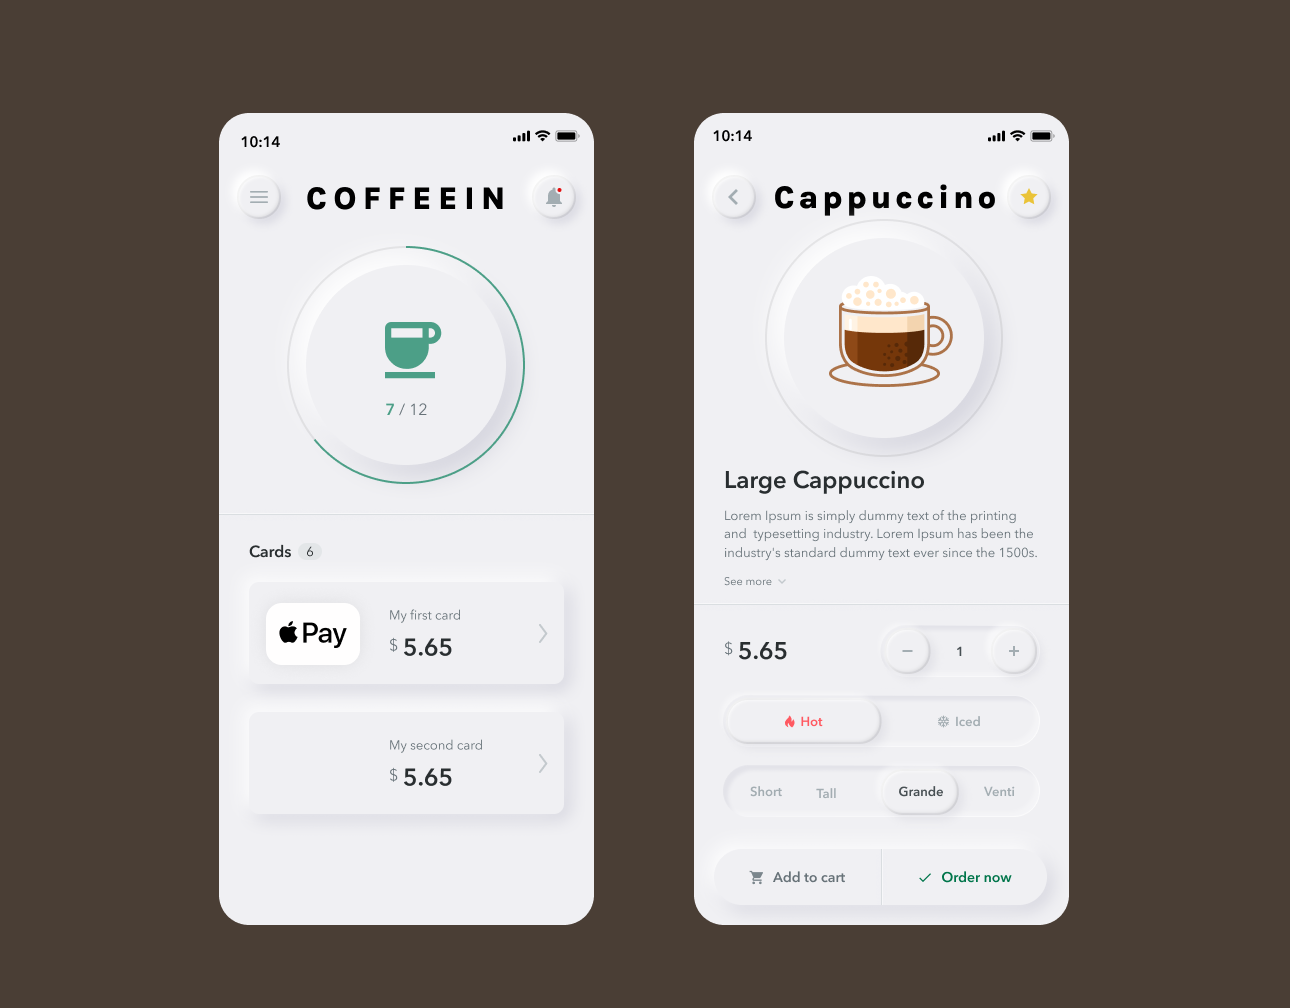 10:14
COFFEEIN
7 / 12
Cards 6
Pay
My first card
$ 5.65
My second card
$ 5.65
10:14
Cappuccino
Large Cappuccino
Lorem Ipsum is simply dummy text of the printing
and typesetting industry. Lorem Ipsum has been the
industry's standard dummy text ever since the 1500s.
See more
$ 5.65
− 1 +
Hot Iced
Short Tall Grande Venti
Add to cart Order now